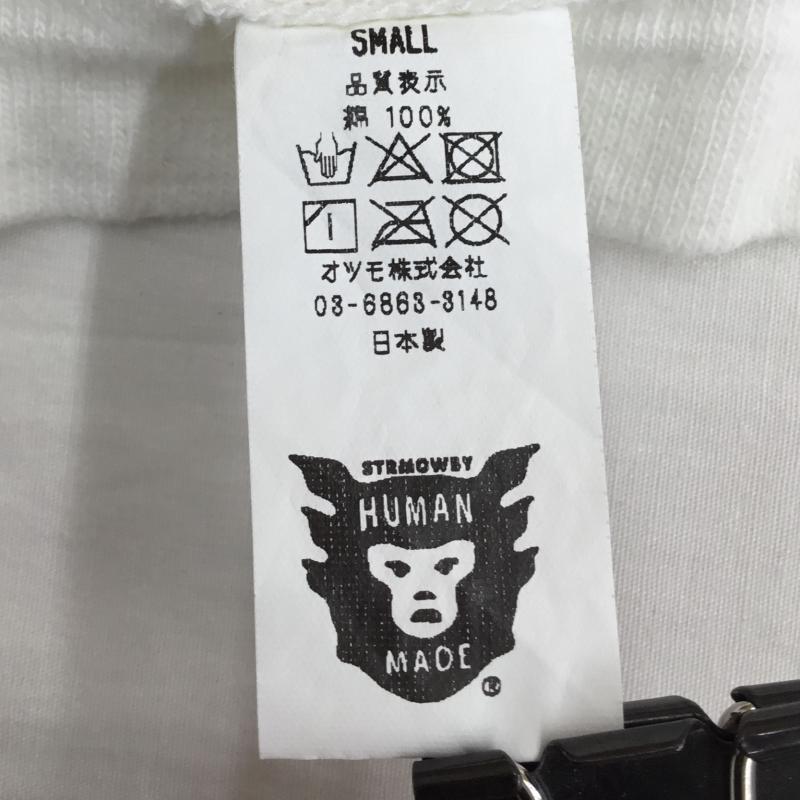 SMALL
品質表示
綿 100%
オツモ株式会社
03-6863-3148
日本製
STRMCWBY
HUMAN
MADE
®